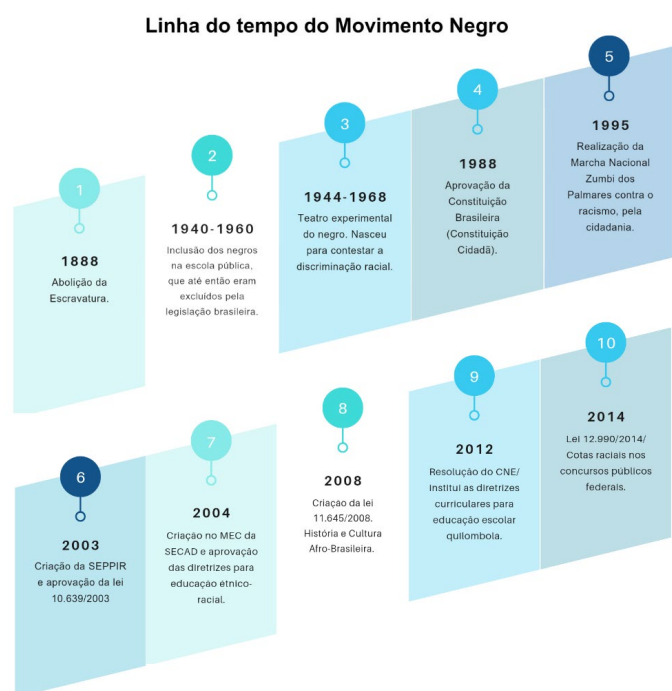 Linha do tempo do Movimento Negro
1
1888
Abolição da
Escravatura.
2
1940-1960
Inclusão dos negros
na escola pública,
que até então eram
excluídos pela
legislação brasileira.
3
1944-1968
Teatro experimental
do negro. Nasceu
para contestar a
discriminação racial.
4
1988
Aprovação da
Constituição
Brasileira
(Constituição
Cidadã).
5
1995
Realização da
Marcha Nacional
Zumbi dos
Palmares contra o
racismo, pela
cidadania.
6
2003
Criação da SEPPIR
e aprovação da lei
10.639/2003
7
2004
Criação no MEC da
SECAD e aprovação
das diretrizes para
educação étnico-
racial.
8
2008
Criação da lei
11.645/2008.
História e Cultura
Afro-Brasileira.
9
2012
Resolução do CNE/
institui as diretrizes
curriculares para
educação escolar
quilombola.
10
2014
Lei 12.990/2014/
Cotas raciais nos
concursos públicos
federais.